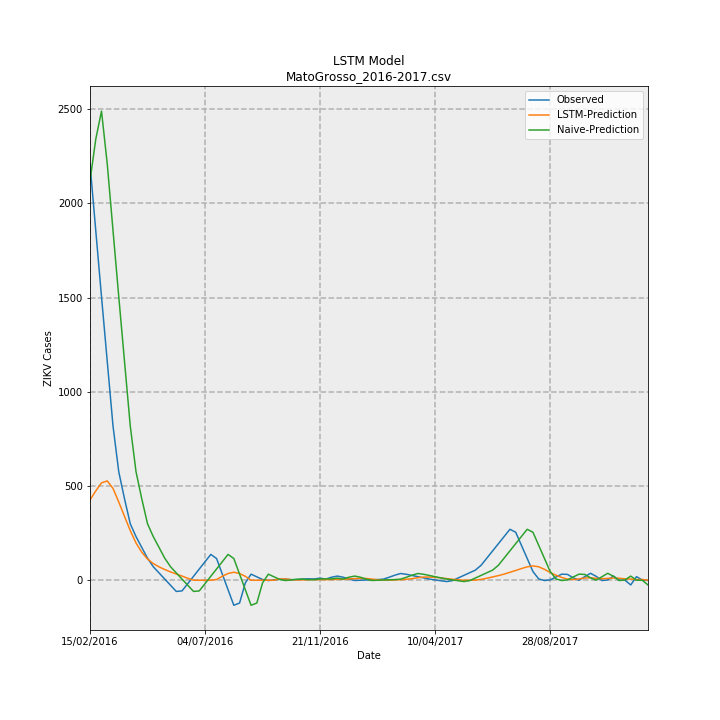 LSTM Model
MatoGrosso_2016-2017.csv
Observed
LSTM-Prediction
Naive-Prediction
2500
2000
1500
1000
500
0
ZIKV Cases
15/02/2016
04/07/2016
21/11/2016
10/04/2017
28/08/2017
Date